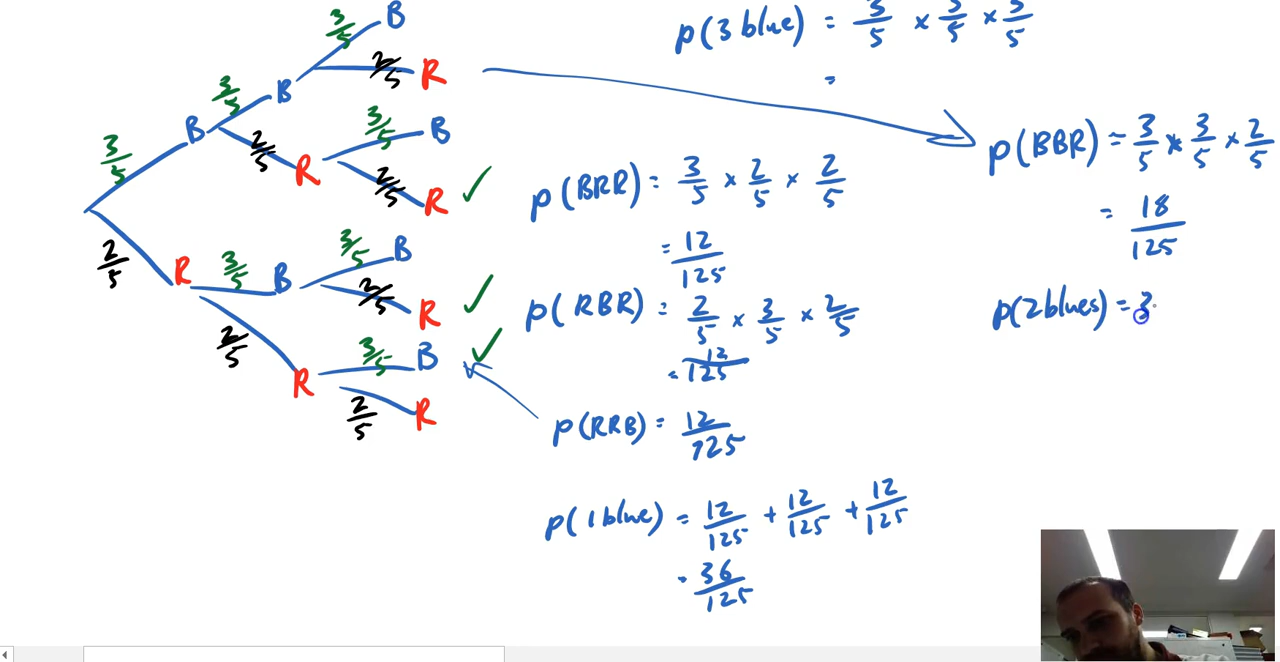 3/5 B
3/5 B 2/5 R
3/5 B 2/5 R 3/5 B
2/5 R
2/5 R 3/5 B 3/5 B
2/5 R
2/5 R 3/5 B
2/5 R
p(3 blue) = 3/5 × 3/5 × 3/5
=
p(BRR) = 3/5 × 2/5 × 2/5
= 12/125
p(RBR) = 2/5 × 3/5 × 2/5
= 12/125
p(RRB) = 12/125
p(1 blue) = 12/125 + 12/125 + 12/125
= 36/125
p(BBR) = 3/5 × 3/5 × 2/5
= 18/125
p(2 blues) = 3